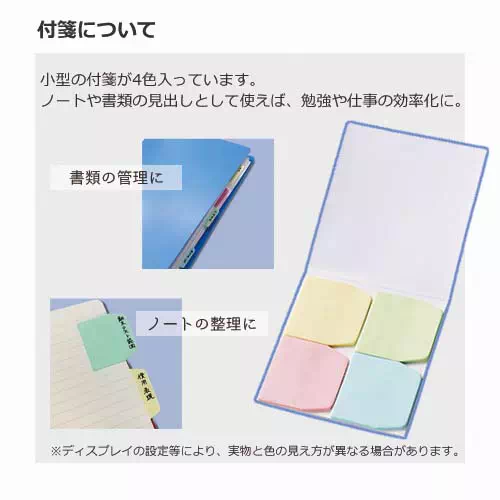 付箋について
小型の付箋が4色入っています。
ノートや書類の見出しとして使えば、勉強や仕事の効率化に。
書類の管理に
ノートの整理に
※ディスプレイの設定等により、実物と色の見え方が異なる場合があります。